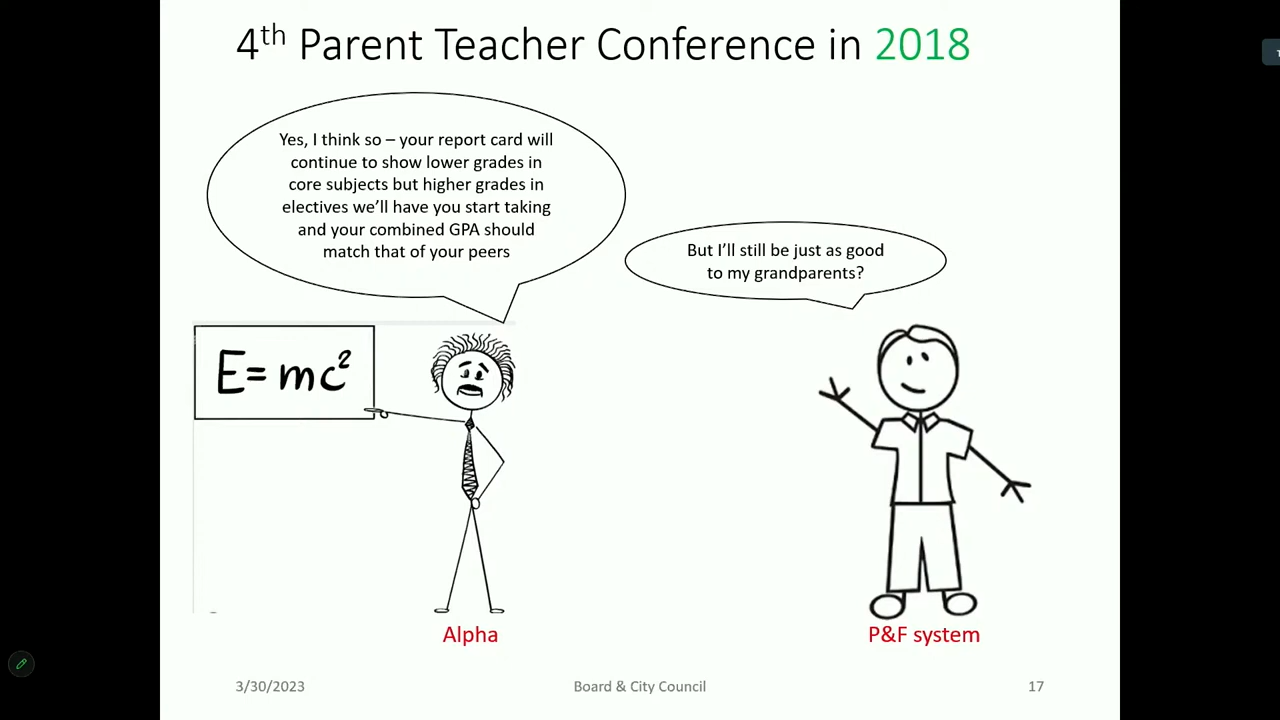 4th Parent Teacher Conference in 2018
Yes, I think so – your report card will
continue to show lower grades in
core subjects but higher grades in
electives we’ll have you start taking
and your combined GPA should
match that of your peers
But I’ll still be just as good
to my grandparents?
E= mc²
Alpha
P&F system
3/30/2023
Board & City Council
17